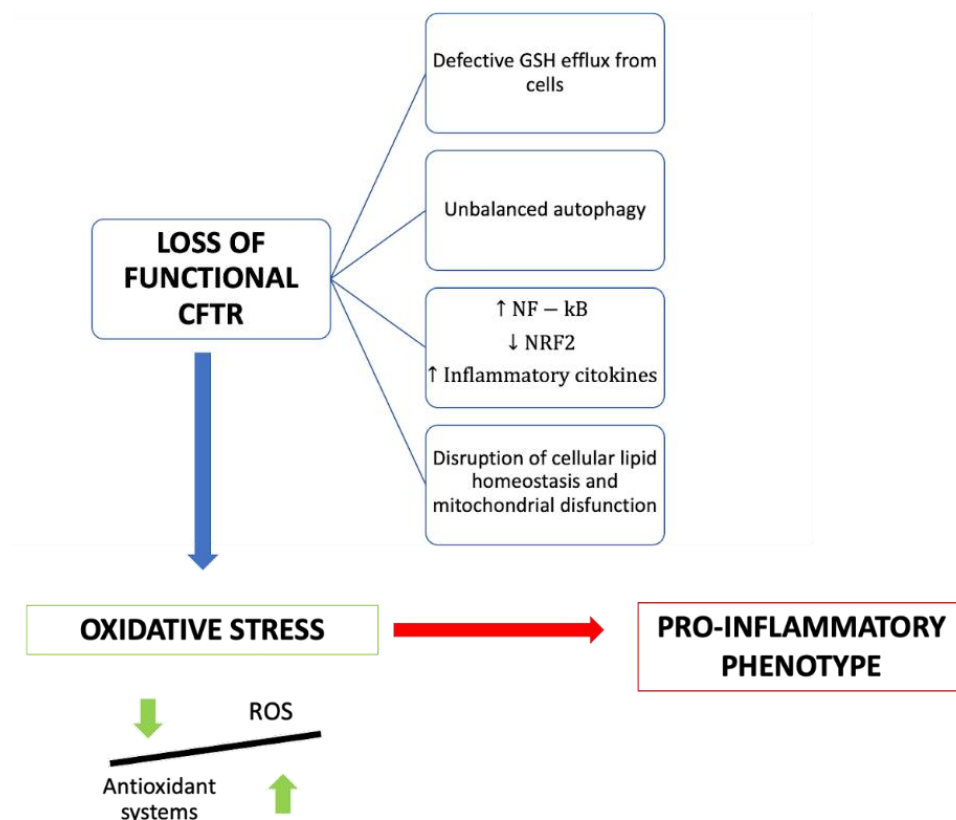 Defective GSH efflux from
cells
Unbalanced autophagy
LOSS OF
FUNCTIONAL
CFTR
↑ NF – kB
↓ NRF2
↑ Inflammatory citokines
Disruption of cellular lipid
homeostasis and
mitochondrial disfunction
OXIDATIVE STRESS
PRO-INFLAMMATORY
PHENOTYPE
ROS
Antioxidant
systems